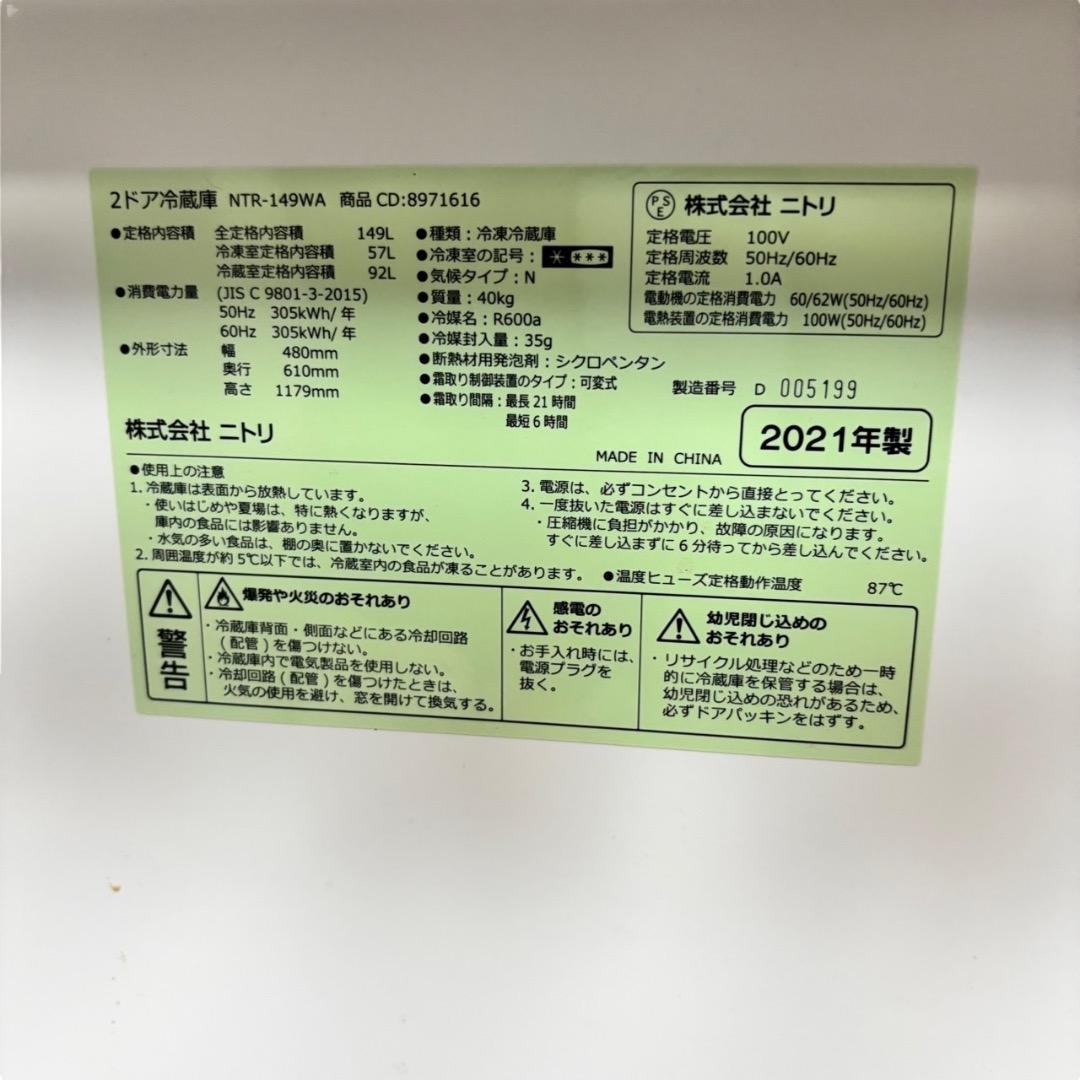 2ドア冷蔵庫 NTR-149WA 商品 CD:8971616
●定格内容積 全定格内容積 149L
冷凍室定格内容積 57L
冷蔵室定格内容積 92L
●消費電力量 (JIS C 9801-3-2015)
50Hz 305kWh/年
60Hz 305kWh/年
●外形寸法 幅 480mm
奥行 610mm
高さ 1179mm
●種類：冷凍冷蔵庫
●冷凍室の記号：
●気候タイプ：N
●質量：40kg
●冷媒名：R600a
●冷媒封入量：35g
●断熱材用発泡剤：シクロペンタン
●霜取り制御装置のタイプ：可変式
●霜取り間隔：最長 21 時間
最短 6 時間
PSE 株式会社 ニトリ
定格電圧 100V
定格周波数 50Hz/60Hz
定格電流 1.0A
電動機の定格消費電力 60/62W(50Hz/60Hz)
電熱装置の定格消費電力 100W(50Hz/60Hz)
製造番号 D 005199
株式会社 ニトリ
MADE IN CHINA
2021年製
●使用上の注意
1. 冷蔵庫は表面から放熱しています。
・使いはじめや夏場は、特に熱くなりますが、
庫内の食品には影響ありません。
・水気の多い食品は、棚の奥に置かないでください。
2. 周囲温度が約 5℃以下では、冷蔵室内の食品が凍ることがあります。
3. 電源は、必ずコンセントから直接とってください。
4. 一度抜いた電源はすぐに差し込まないでください。
・圧縮機に負担がかかり、故障の原因になります。
すぐに差し込まずに 6 分待ってから差し込んでください。
●温度ヒューズ定格動作温度 87℃
警告
爆発や火災のおそれあり
・冷蔵庫背面・側面などにある冷却回路
(配管) を傷つけない。
・冷蔵庫内で電気製品を使用しない。
・冷却回路 (配管) を傷つけたときは、
火気の使用を避け、窓を開けて換気する。
感電の
おそれあり
・お手入れ時には、
電源プラグを
抜く。
幼児閉じ込めの
おそれあり
・リサイクル処理などのため一時
的に冷蔵庫を保管する場合は、
幼児閉じ込めの恐れがあるため、
必ずドアパッキンをはずす。